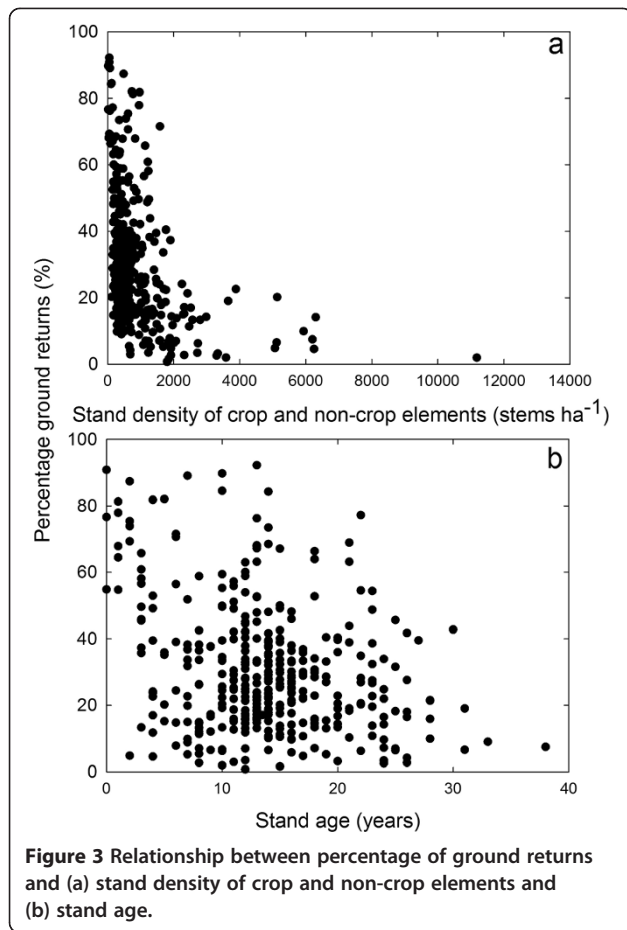 100
80
60
40
20
0
a
0 2000 4000 6000 8000 10000 12000 14000
Stand density of crop and non-crop elements (stems ha⁻¹)
Percentage ground returns (%)
100
80
60
40
20
0
b
0 10 20 30 40
Stand age (years)
Figure 3 Relationship between percentage of ground returns
and (a) stand density of crop and non-crop elements and
(b) stand age.